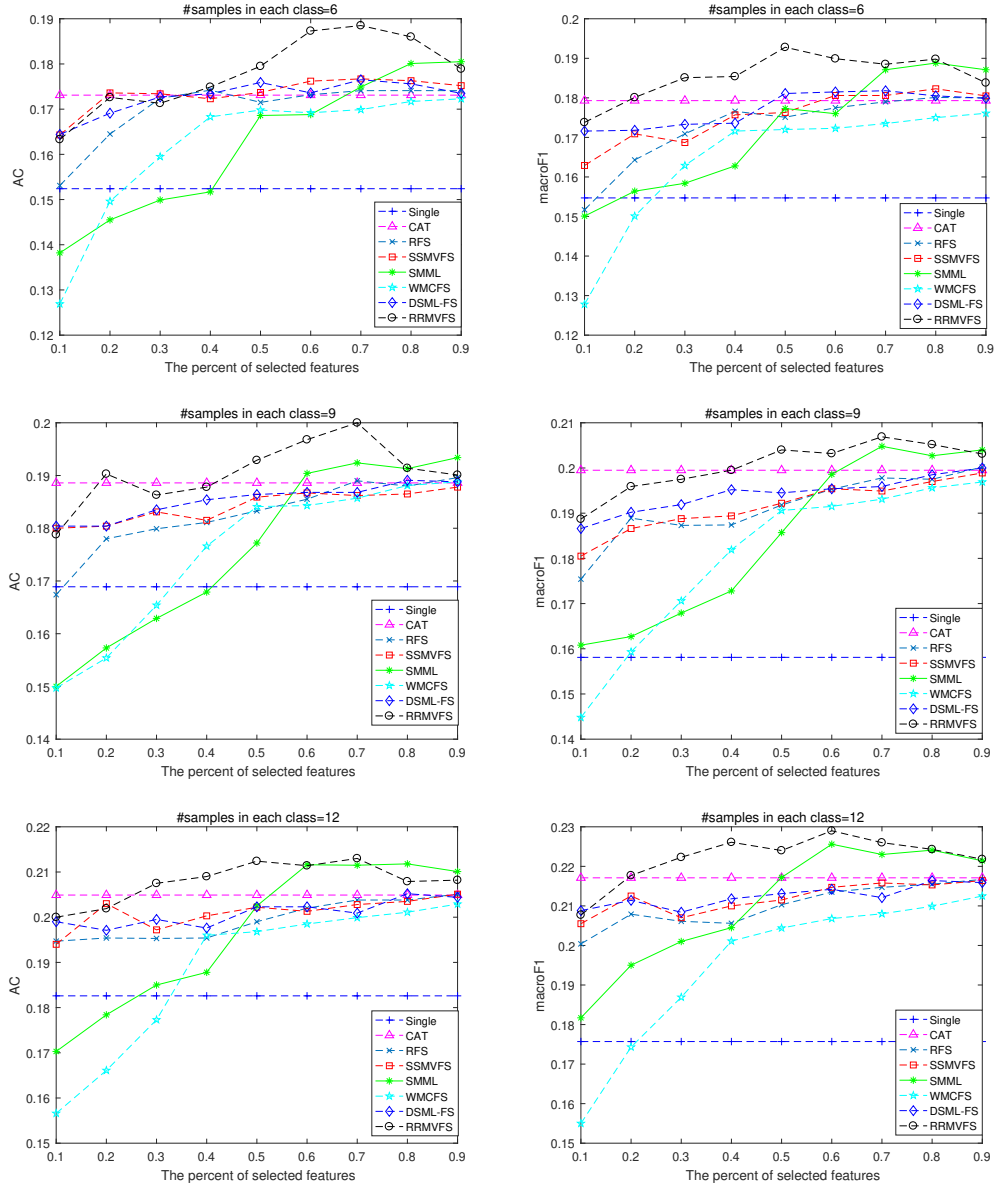 #samples in each class=6
0.19
0.18
0.17
0.16
0.15
0.14
0.13
0.12
AC
0.1 0.2 0.3 0.4 0.5 0.6 0.7 0.8 0.9
The percent of selected features
Single
CAT
RFS
SSMVFS
SMML
WMCFS
DSML-FS
RRMVFS
#samples in each class=6
0.2
0.19
0.18
0.17
0.16
0.15
0.14
0.13
0.12
macroF1
0.1 0.2 0.3 0.4 0.5 0.6 0.7 0.8 0.9
The percent of selected features
Single
CAT
RFS
SSMVFS
SMML
WMCFS
DSML-FS
RRMVFS
#samples in each class=9
0.2
0.19
0.18
0.17
0.16
0.15
0.14
AC
0.1 0.2 0.3 0.4 0.5 0.6 0.7 0.8 0.9
The percent of selected features
Single
CAT
RFS
SSMVFS
SMML
WMCFS
DSML-FS
RRMVFS
#samples in each class=9
0.21
0.2
0.19
0.18
0.17
0.16
0.15
0.14
macroF1
0.1 0.2 0.3 0.4 0.5 0.6 0.7 0.8 0.9
The percent of selected features
Single
CAT
RFS
SSMVFS
SMML
WMCFS
DSML-FS
RRMVFS
#samples in each class=12
0.22
0.21
0.2
0.19
0.18
0.17
0.16
0.15
AC
0.1 0.2 0.3 0.4 0.5 0.6 0.7 0.8 0.9
The percent of selected features
Single
CAT
RFS
SSMVFS
SMML
WMCFS
DSML-FS
RRMVFS
#samples in each class=12
0.23
0.22
0.21
0.2
0.19
0.18
0.17
0.16
0.15
macroF1
0.1 0.2 0.3 0.4 0.5 0.6 0.7 0.8 0.9
The percent of selected features
Single
CAT
RFS
SSMVFS
SMML
WMCFS
DSML-FS
RRMVFS